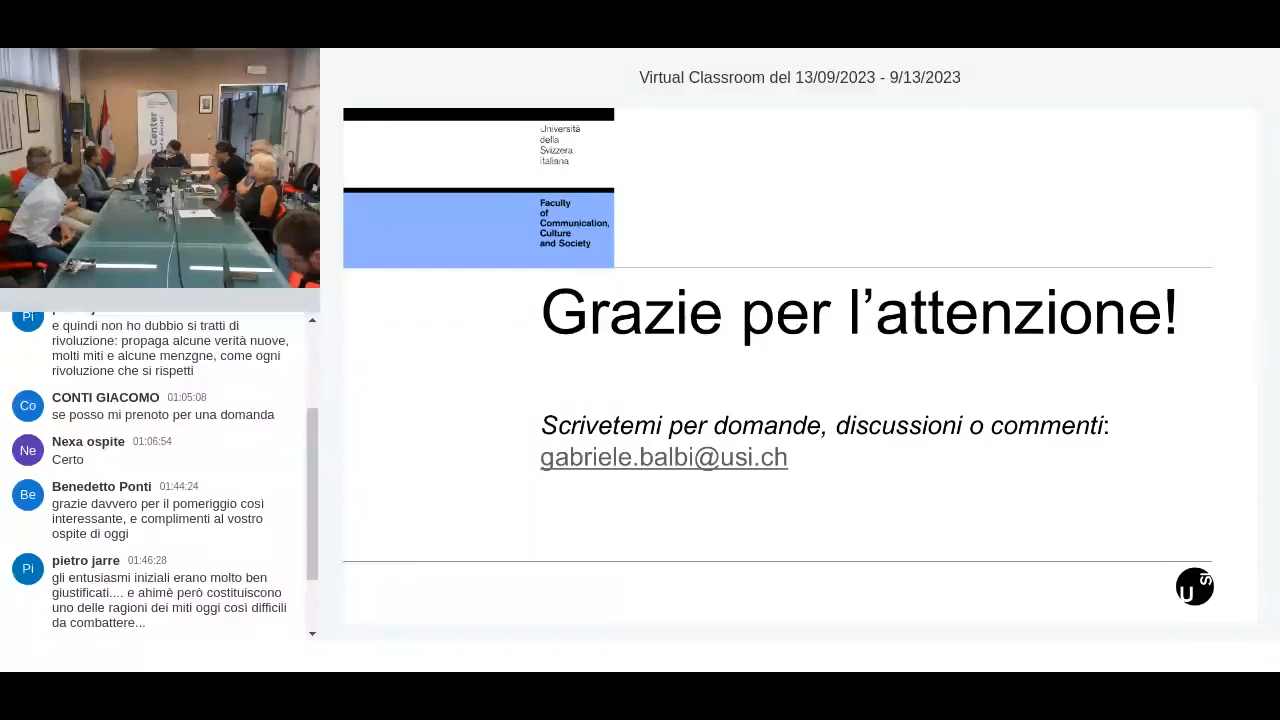 Virtual Classroom del 13/09/2023 - 9/13/2023
Center
Pi
e quindi non ho dubbio si tratti di
rivoluzione: propaga alcune verità nuove,
molti miti e alcune menzgne, come ogni
rivoluzione che si rispetti
Co
CONTI GIACOMO 01:05:08
se posso mi prenoto per una domanda
Ne
Nexa ospite 01:06:54
Certo
Be
Benedetto Ponti 01:44:24
grazie davvero per il pomeriggio così
interessante, e complimenti al vostro
ospite di oggi
Pi
pietro jarre 01:46:28
gli entusiasmi iniziali erano molto ben
giustificati.... e ahimè però costituiscono
uno delle ragioni dei miti oggi così difficili
da combattere...
Università
della
Svizzera
italiana
Faculty
of
Communication,
Culture
and Society
Grazie per l’attenzione!
Scrivetemi per domande, discussioni o commenti:
gabriele.balbi@usi.ch
USI